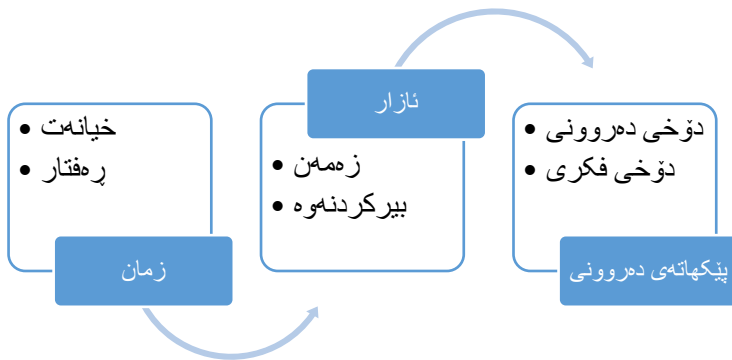 خیانەت
ڕەفتار
زمان
ئازار
زەمەن
بیرکردنەوە
دۆخی دەروونی
دۆخی فکری
پێکهاتەی دەروونی